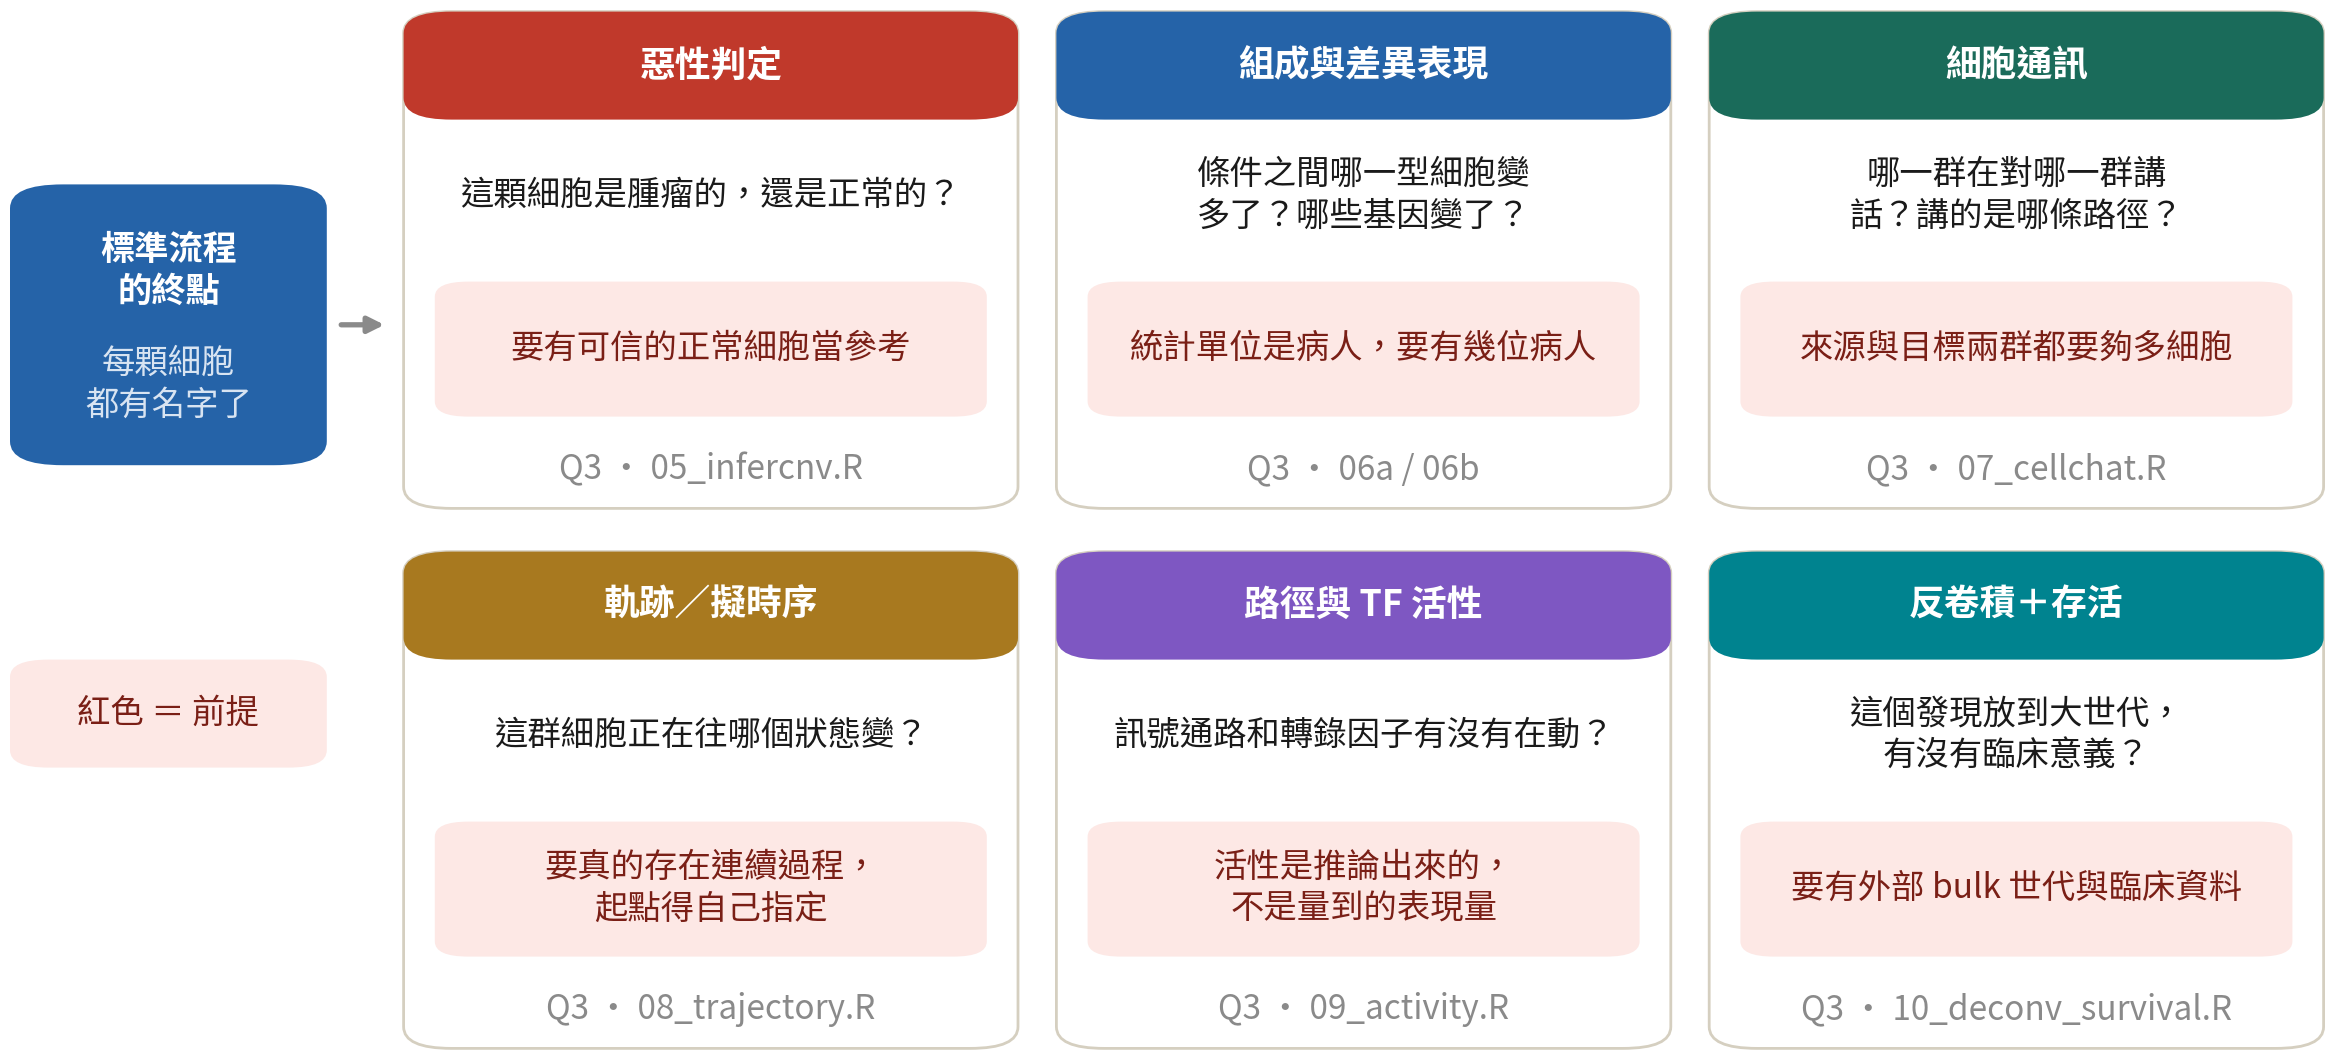 標準流程
的終點
每顆細胞
都有名字了
紅色 ＝ 前提
惡性判定
這顆細胞是腫瘤的，還是正常的？
要有可信的正常細胞當參考
Q3 · 05_infercnv.R
組成與差異表現
條件之間哪一型細胞變
多了？哪些基因變了？
統計單位是病人，要有幾位病人
Q3 · 06a / 06b
細胞通訊
哪一群在對哪一群講
話？講的是哪條路徑？
來源與目標兩群都要夠多細胞
Q3 · 07_cellchat.R
軌跡／擬時序
這群細胞正在往哪個狀態變？
要真的存在連續過程，
起點得自己指定
Q3 · 08_trajectory.R
路徑與 TF 活性
訊號通路和轉錄因子有沒有在動？
活性是推論出來的，
不是量到的表現量
Q3 · 09_activity.R
反卷積＋存活
這個發現放到大世代，
有沒有臨床意義？
要有外部 bulk 世代與臨床資料
Q3 · 10_deconv_survival.R